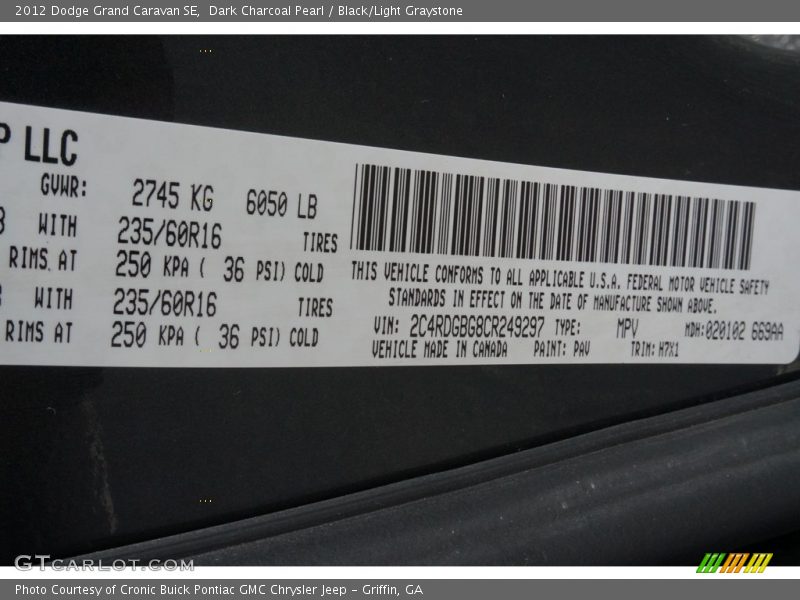 2012 Dodge Grand Caravan SE, Dark Charcoal Pearl / Black/Light Graystone
P LLC
GVWR: 2745 KG 6050 LB
WITH 235/60R16 TIRES
RIMS AT 250 KPA ( 36 PSI) COLD
WITH 235/60R16 TIRES
RIMS AT 250 KPA ( 36 PSI) COLD
THIS VEHICLE CONFORMS TO ALL APPLICABLE U.S.A. FEDERAL MOTOR VEHICLE SAFETY
STANDARDS IN EFFECT ON THE DATE OF MANUFACTURE SHOWN ABOVE.
VIN: 2C4RDGBG8CR249297 TYPE: MPV MDH:020102 669AA
VEHICLE MADE IN CANADA PAINT: PAV TRIM: H7X1
GTCARLOT.COM
Photo Courtesy of Cronic Buick Pontiac GMC Chrysler Jeep - Griffin, GA